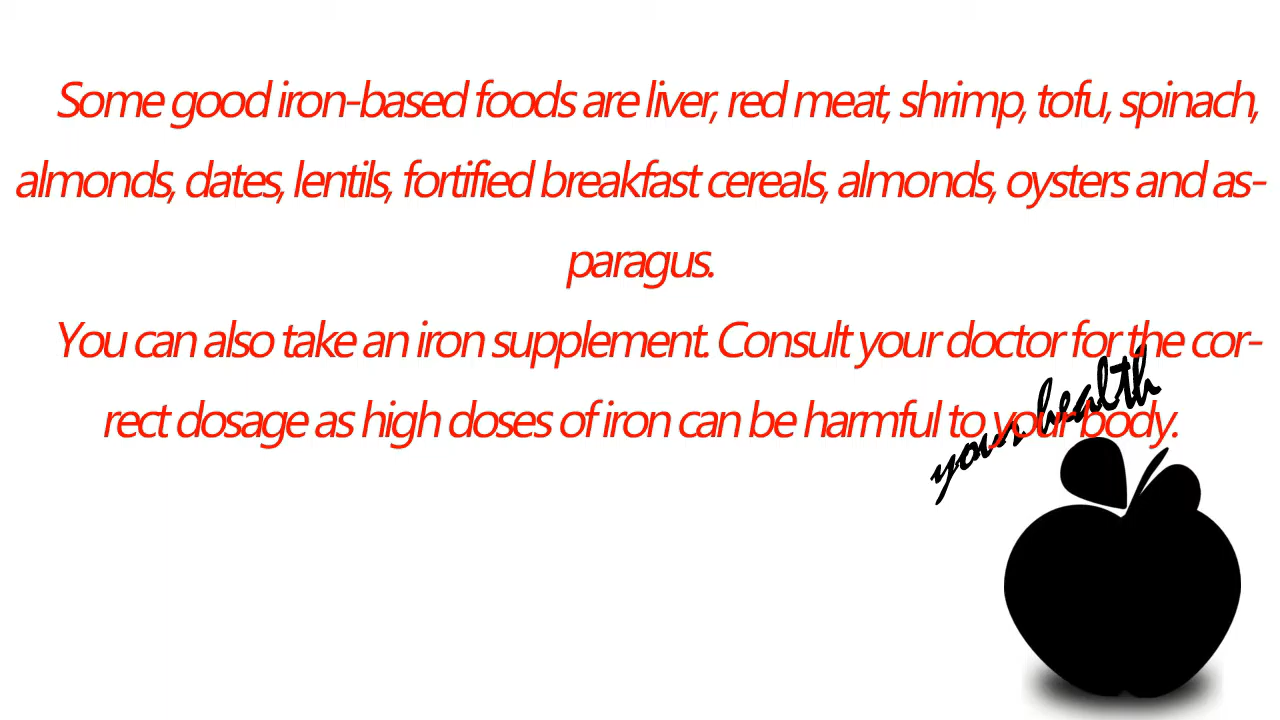 Some good iron-based foods are liver, red meat, shrimp, tofu, spinach,
almonds, dates, lentils, fortified breakfast cereals, almonds, oysters and as-
paragus.
You can also take an iron supplement. Consult your doctor for the cor-
rect dosage as high doses of iron can be harmful to your body.
your health